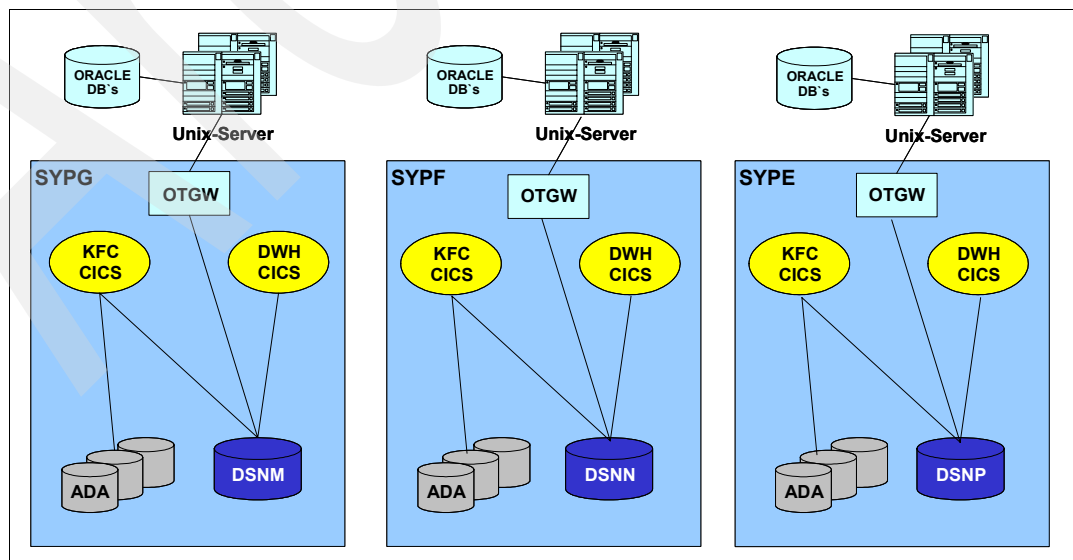 ORACLE
DB`s
Unix-Server
SYPG
OTGW
KFC
CICS
DWH
CICS
ADA
DSNM
ORACLE
DB`s
Unix-Server
SYPF
OTGW
KFC
CICS
DWH
CICS
ADA
DSNN
ORACLE
DB`s
Unix-Server
SYPE
OTGW
KFC
CICS
DWH
CICS
ADA
DSNP